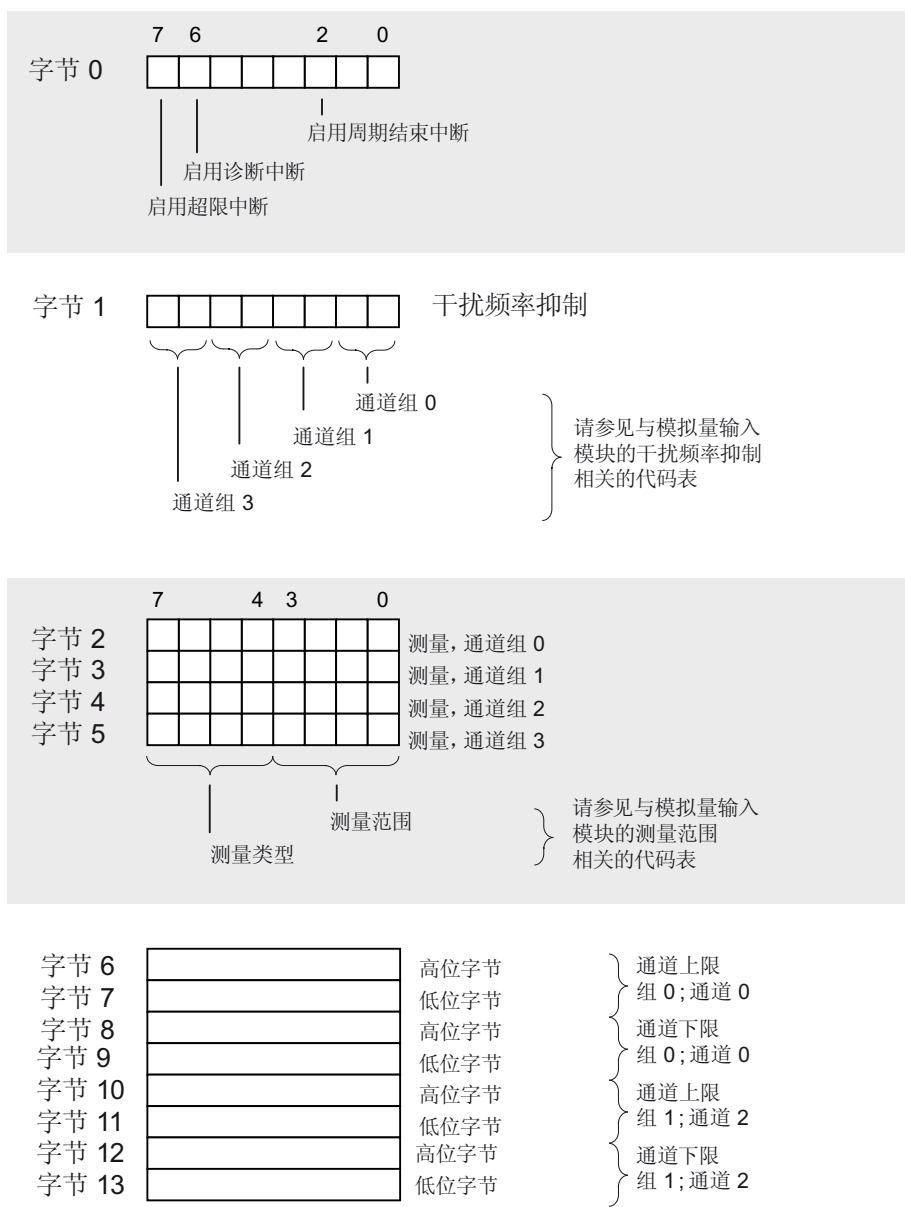 7 6 2 0
字节 0
启用周期结束中断
启用诊断中断
启用超限中断
字节 1
干扰频率抑制
通道组 0
通道组 1
通道组 2
通道组 3
请参见与模拟量输入
模块的干扰频率抑制
相关的代码表
7 4 3 0
字节 2
测量，通道组 0
字节 3
测量，通道组 1
字节 4
测量，通道组 2
字节 5
测量，通道组 3
测量范围
测量类型
请参见与模拟量输入
模块的测量范围
相关的代码表
字节 6
高位字节
通道上限
字节 7
低位字节
组 0；通道 0
字节 8
高位字节
通道下限
字节 9
低位字节
组 0；通道 0
字节 10
高位字节
通道上限
字节 11
低位字节
组 1；通道 2
字节 12
高位字节
通道下限
字节 13
低位字节
组 1；通道 2